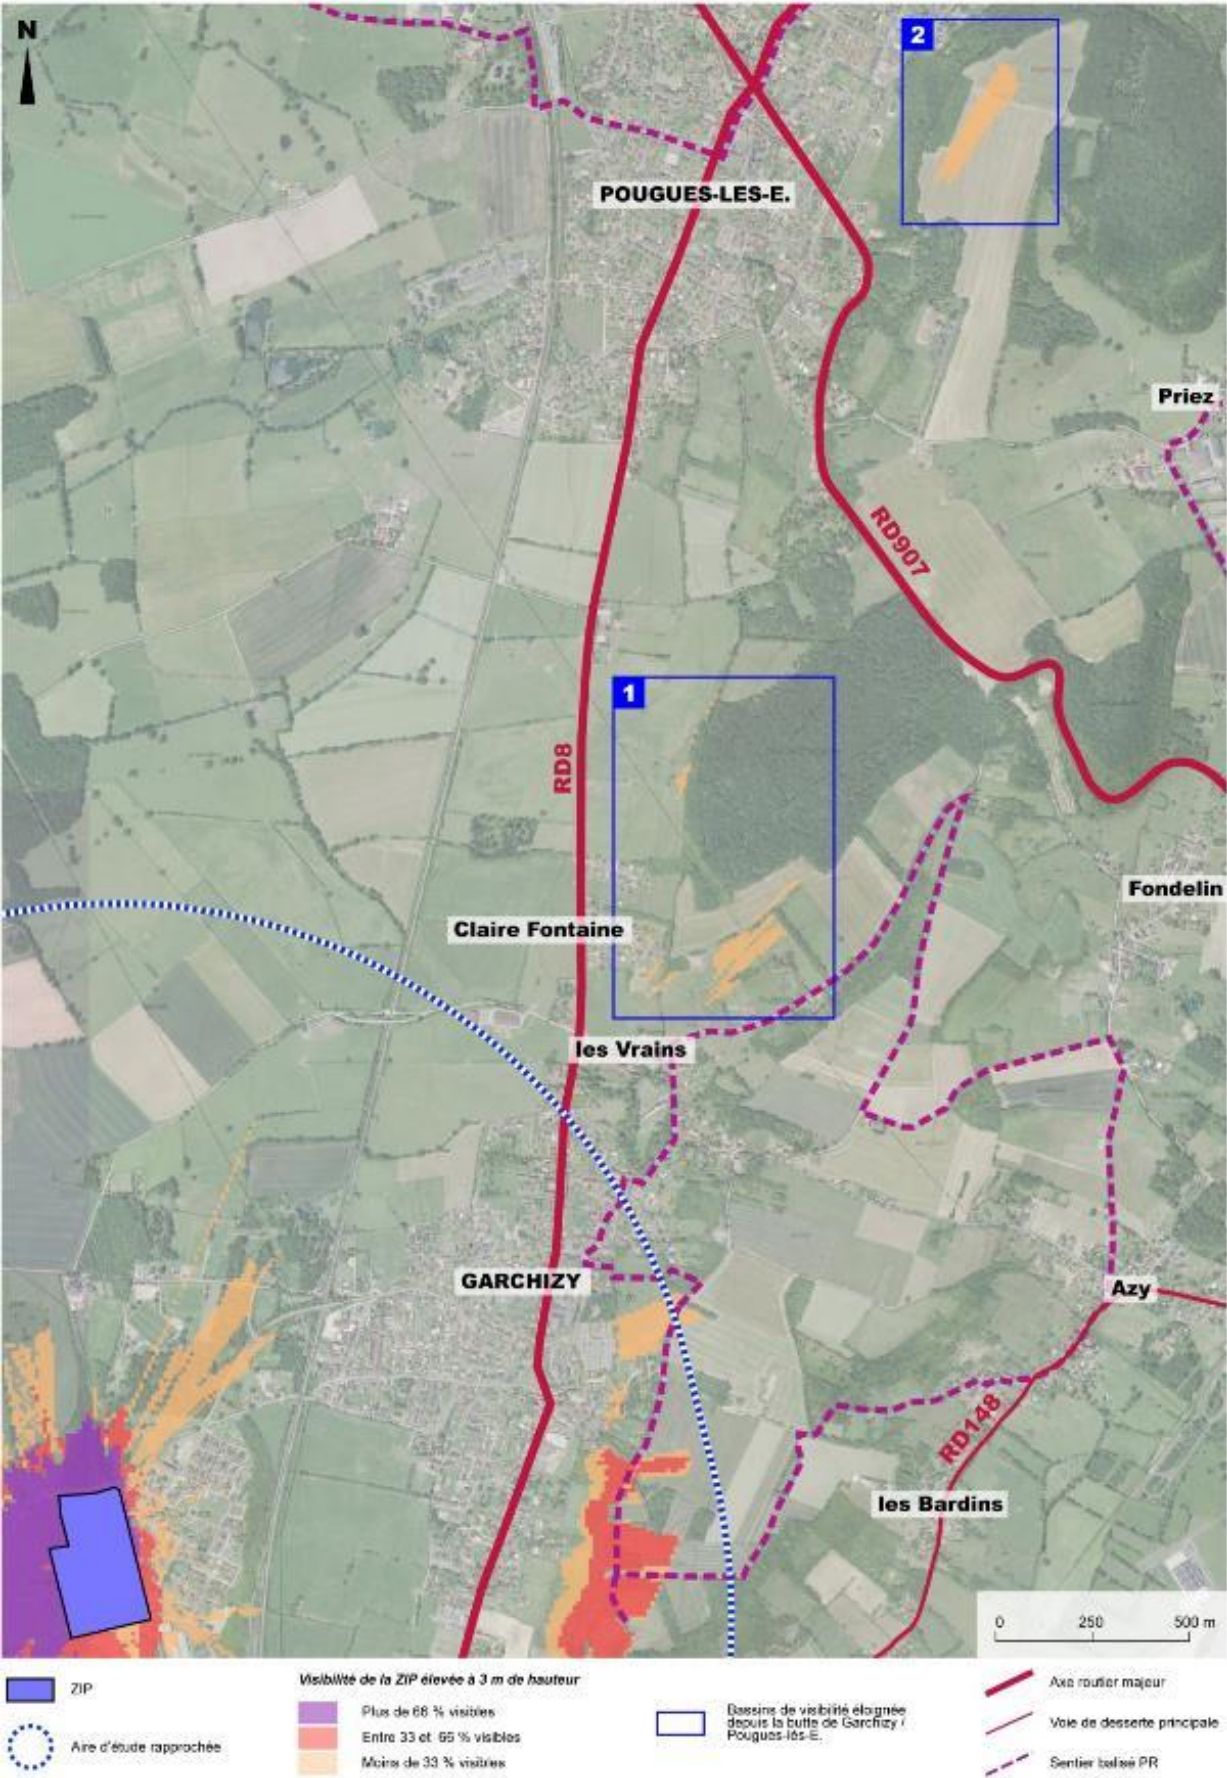 N
2
POUGUES-LES-E.
Priez
RD907
1
RD8
Fondelin
Claire Fontaine
les Vrains
GARCHIZY
Azy
RD148
les Bardins
0 250 500 m
ZIP
Aire d'étude rapprochée
Visibilité de la ZIP élevée à 3 m de hauteur
Plus de 66 % visibles
Entre 33 et 66 % visibles
Moins de 33 % visibles
Bassins de visibilité éloignée
depuis la butte de Garchizy /
Pougues-lès-E.
Axe routier majeur
Voie de desserte principale
Sentier balisé PR